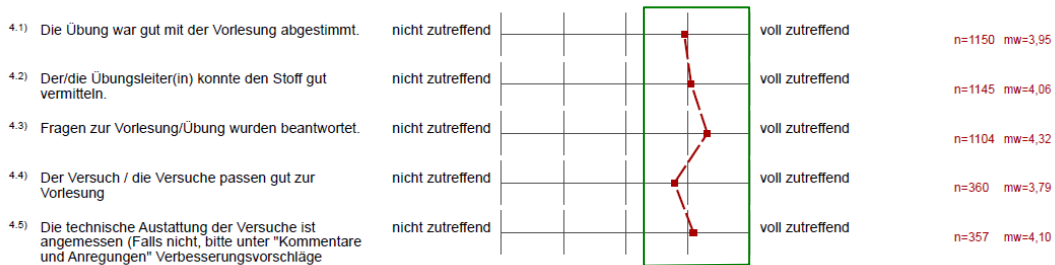 4.1) Die Übung war gut mit der Vorlesung abgestimmt. nicht zutreffend voll zutreffend n=1150 mw=3,95
4.2) Der/die Übungsleiter(in) konnte den Stoff gut nicht zutreffend voll zutreffend n=1145 mw=4,06
vermitteln.
4.3) Fragen zur Vorlesung/Übung wurden beantwortet. nicht zutreffend voll zutreffend n=1104 mw=4,32
4.4) Der Versuch / die Versuche passen gut zur nicht zutreffend voll zutreffend n=360 mw=3,79
Vorlesung
4.5) Die technische Austattung der Versuche ist nicht zutreffend voll zutreffend n=357 mw=4,10
angemessen (Falls nicht, bitte unter "Kommentare
und Anregungen" Verbesserungsvorschläge